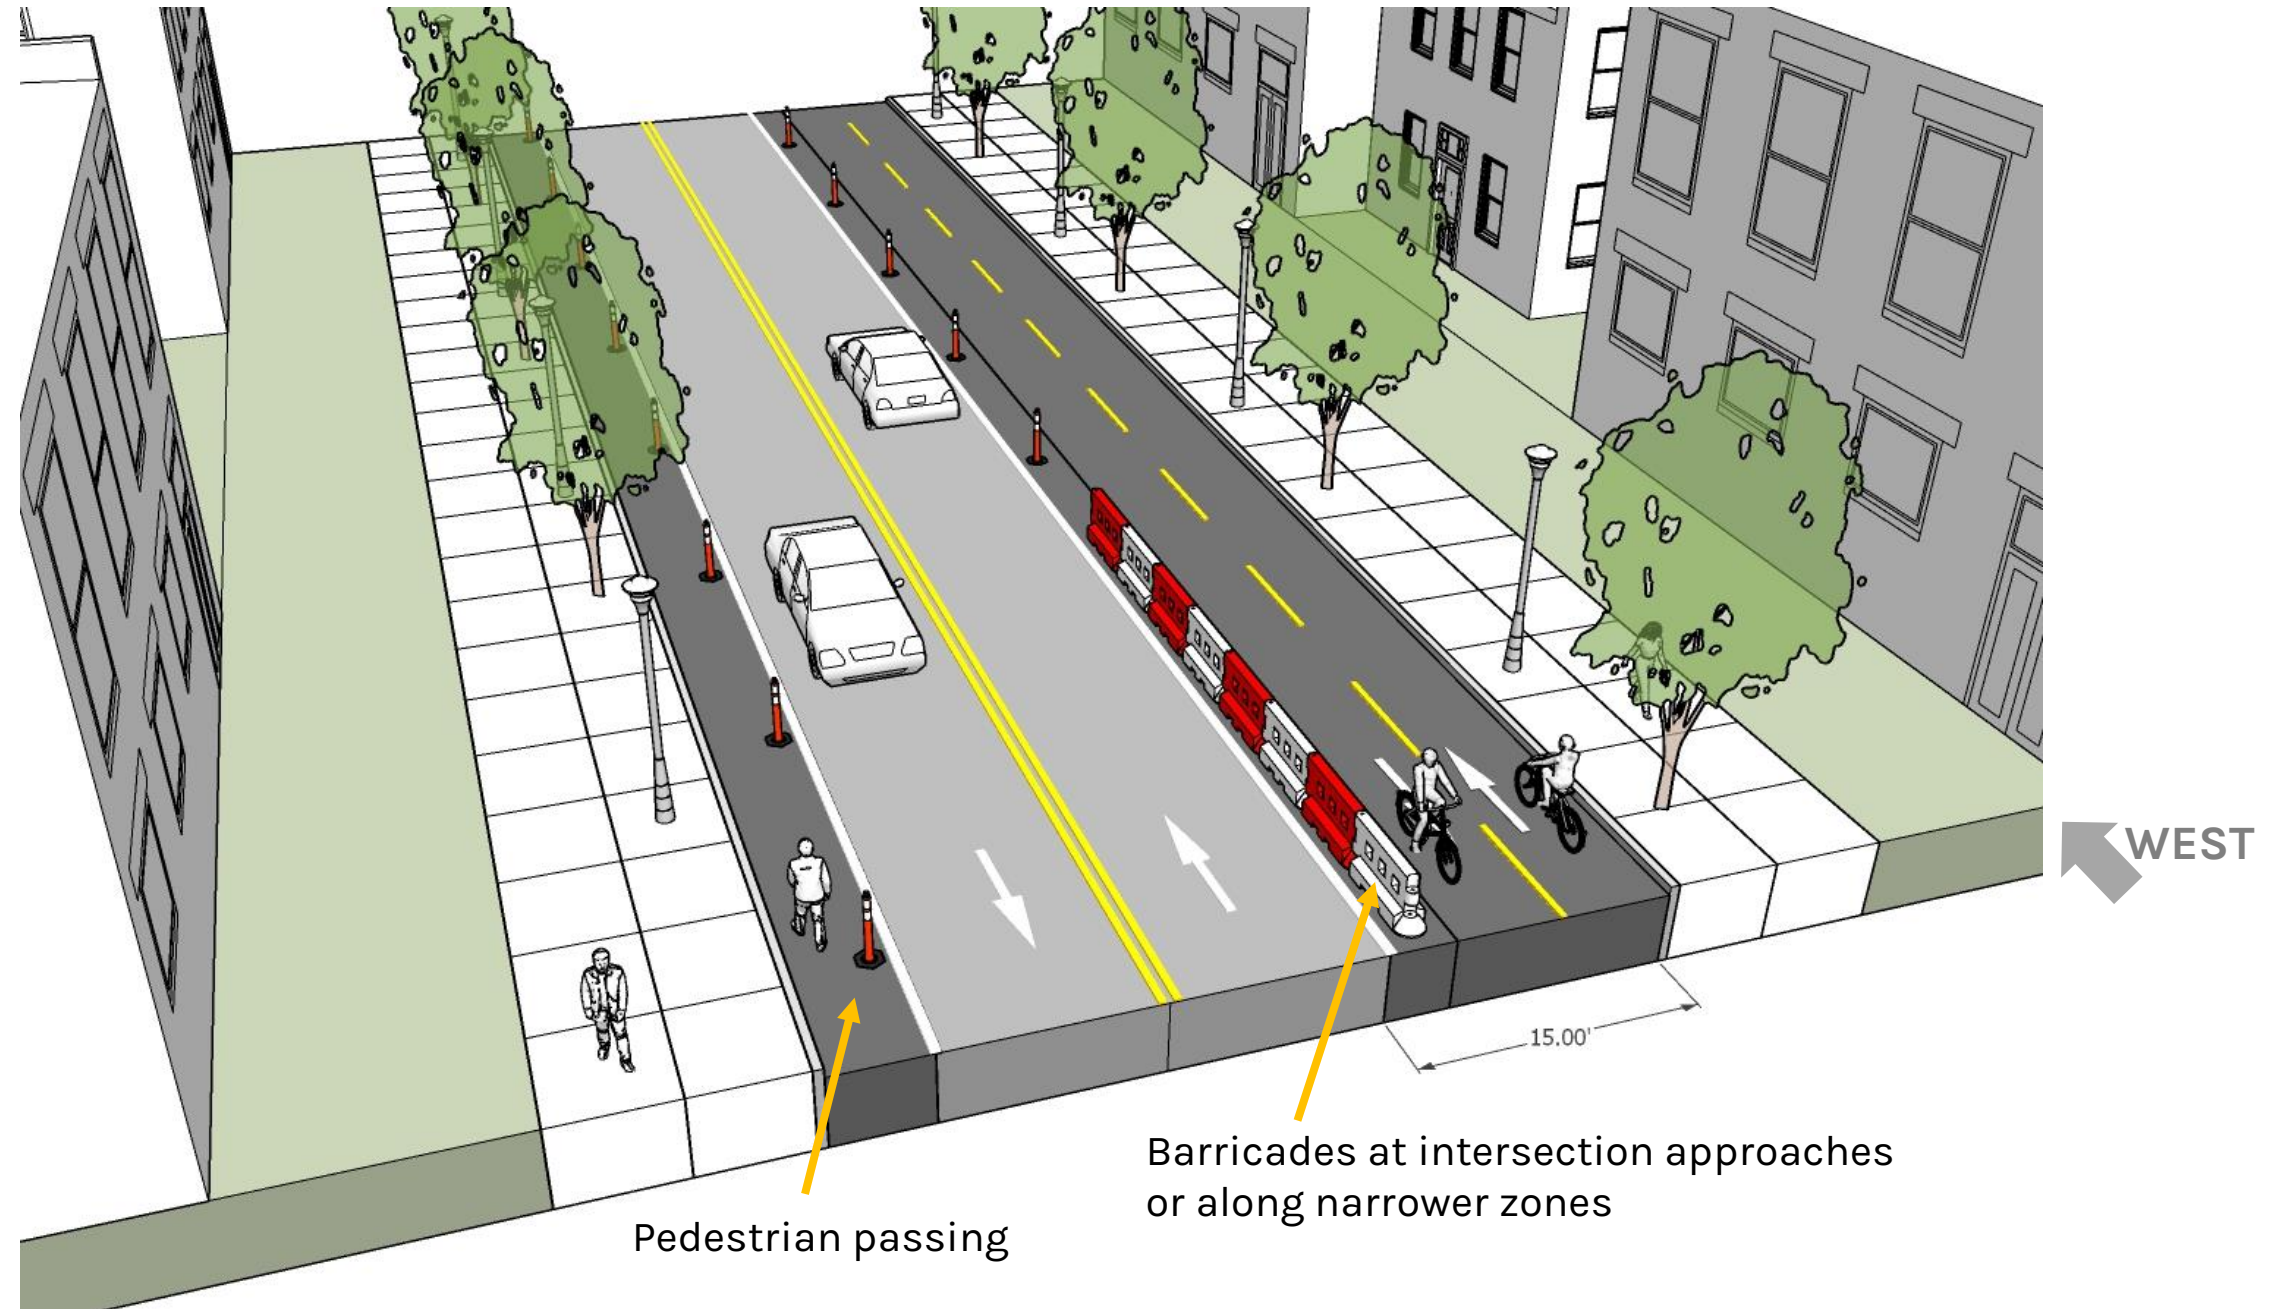 WEST
15.00'
Barricades at intersection approaches
or along narrower zones
Pedestrian passing